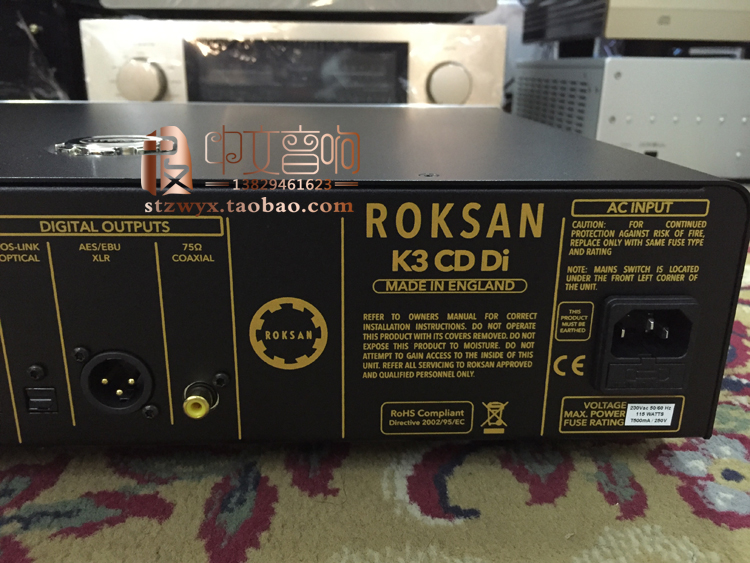 中艾音响
13829461623
stzwyx.taobao.com
DIGITAL OUTPUTS
OS-LINK
OPTICAL
AES/EBU
XLR
75Ω
COAXIAL
ROKSAN
ROKSAN
K3 CD Di
MADE IN ENGLAND
REFER TO OWNERS MANUAL FOR CORRECT
INSTALLATION INSTRUCTIONS. DO NOT OPERATE
THIS PRODUCT WITH ITS COVERS REMOVED. DO NOT
EXPOSE THIS PRODUCT TO MOISTURE. DO NOT
ATTEMPT TO GAIN ACCESS TO THE INSIDE OF THIS
UNIT. REFER ALL SERVICING TO ROKSAN APPROVED
AND QUALIFIED PERSONNEL ONLY.
RoHS Compliant
Directive 2002/95/EC
AC INPUT
CAUTION: FOR CONTINUED
PROTECTION AGAINST RISK OF FIRE,
REPLACE ONLY WITH SAME FUSE TYPE
AND RATING
NOTE: MAINS SWITCH IS LOCATED
UNDER THE FRONT LEFT CORNER OF
THE UNIT.
THIS
PRODUCT
MUST BE
EARTHED
CE
VOLTAGE
MAX. POWER
FUSE RATING
200Vac 50/60 Hz
115 WATTS
T500mA / 250V